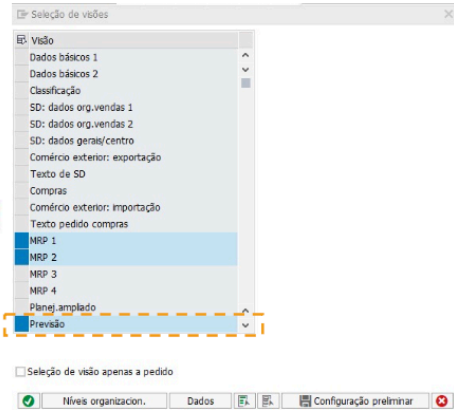 Seleção de visões
Visão
Dados básicos 1
Dados básicos 2
Classificação
SD: dados org.vendas 1
SD: dados org.vendas 2
SD: dados gerais/centro
Comércio exterior: exportação
Texto de SD
Compras
Comércio exterior: importação
Texto pedido compras
MRP 1
MRP 2
MRP 3
MRP 4
Planej.ampliado
Previsão
Seleção de visão apenas a pedido
Níveis organizacion. Dados Configuração preliminar